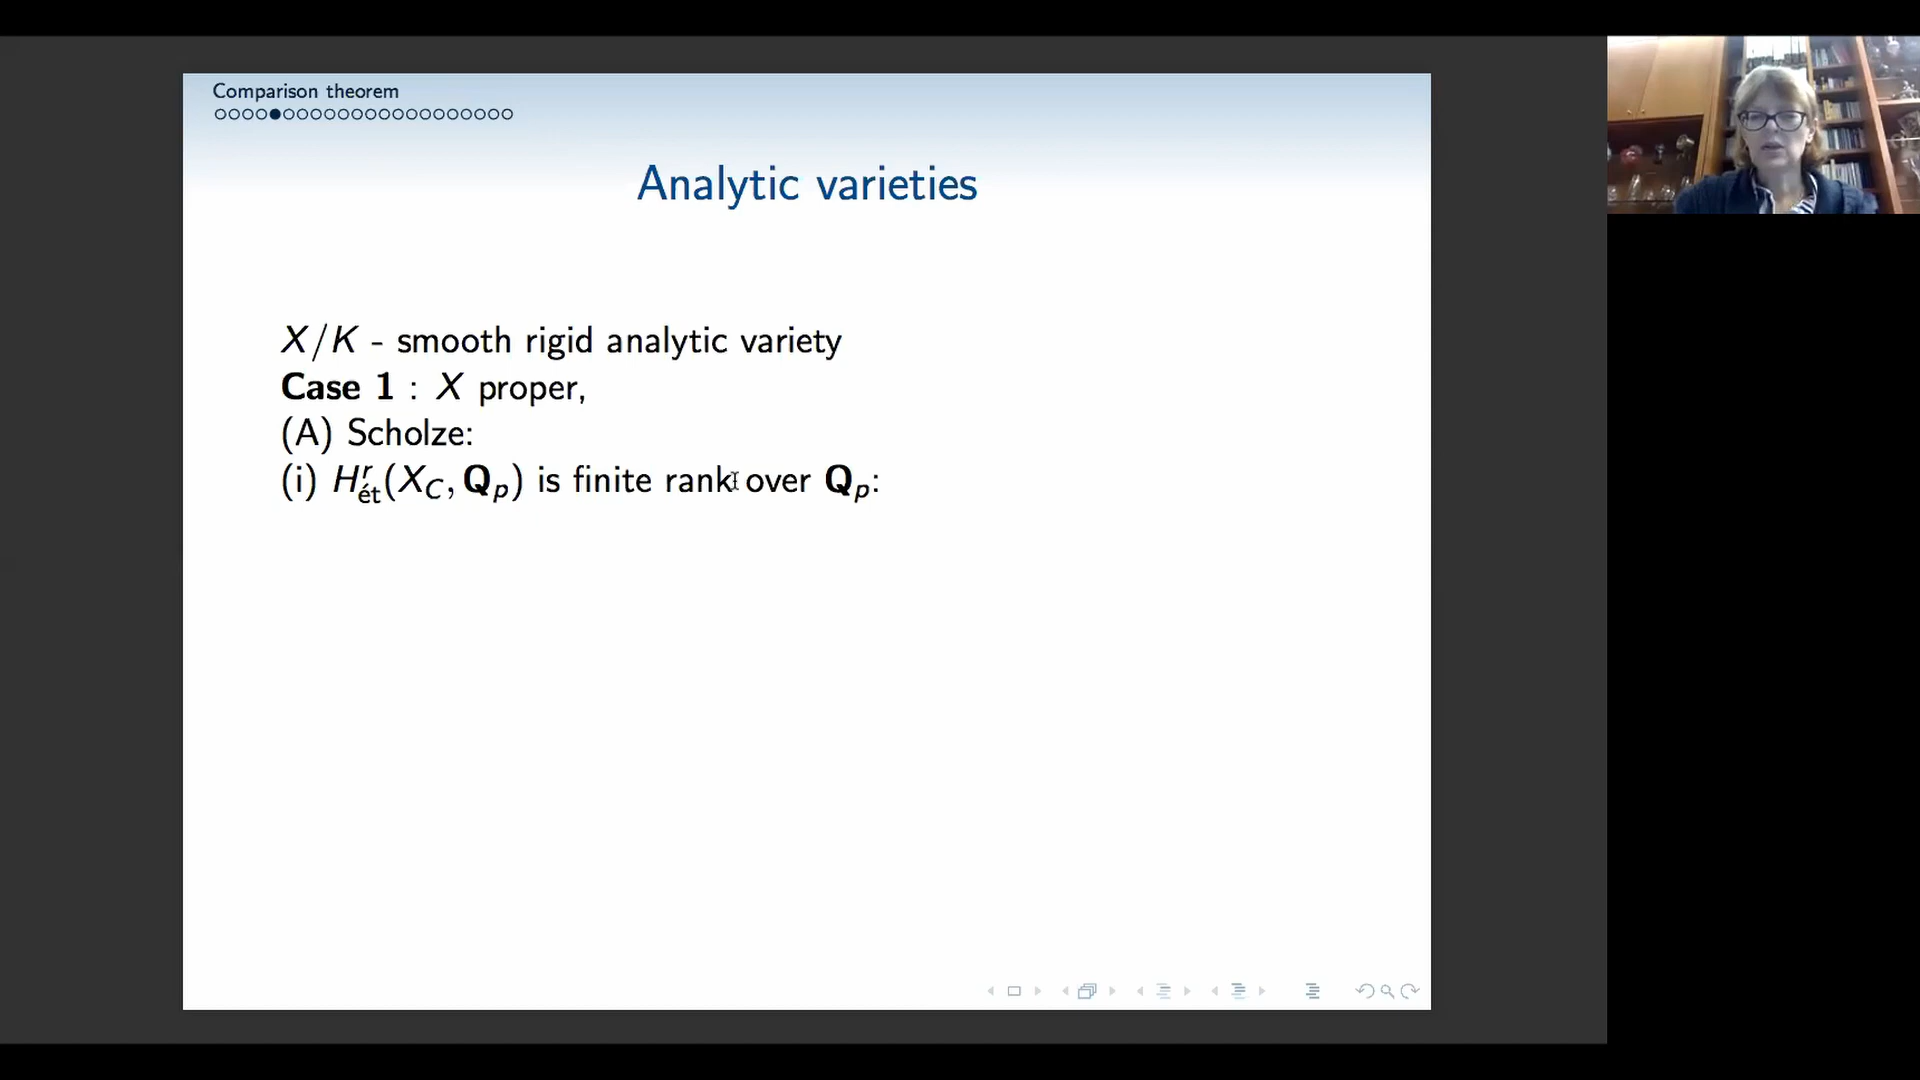 Comparison theorem
Analytic varieties
X/K - smooth rigid analytic variety
Case 1 : X proper,
(A) Scholze:
(i) H^r_ét(X_C, Q_p) is finite rank over Q_p: